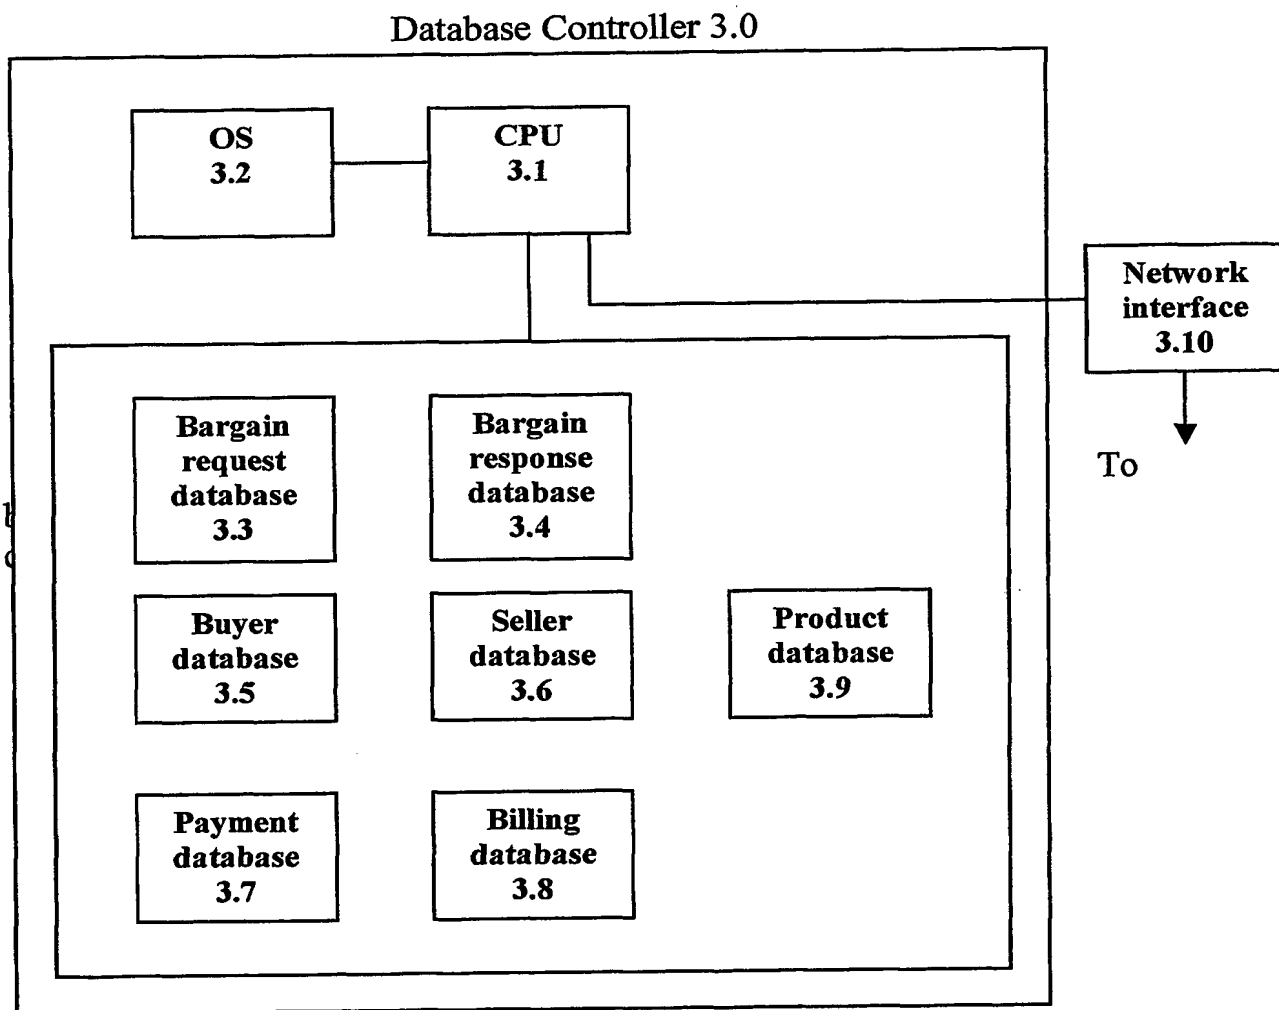 Database Controller 3.0
OS
3.2
CPU
3.1
Network
interface
3.10
To
Bargain
request
database
3.3
Bargain
response
database
3.4
Buyer
database
3.5
Seller
database
3.6
Product
database
3.9
Payment
database
3.7
Billing
database
3.8